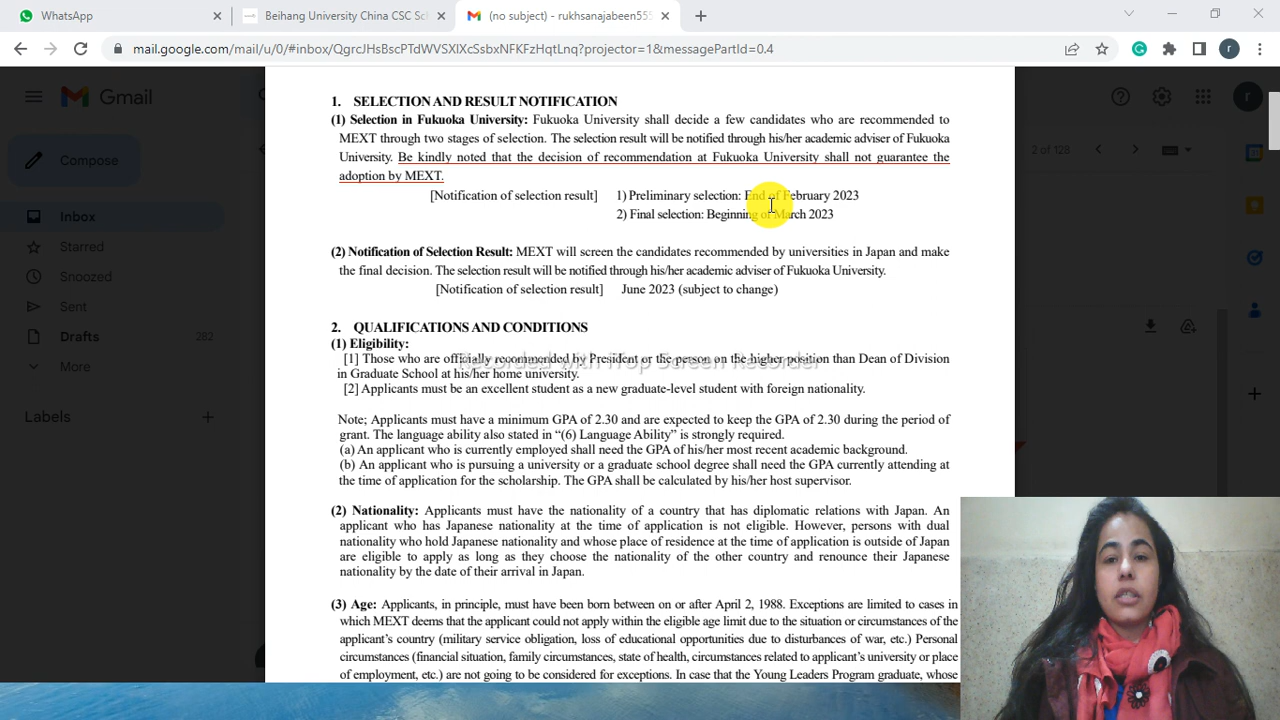 WhatsApp
Beihang University China CSC Sch
(no subject) - rukhsanajabeen555
mail.google.com/mail/u/0/#inbox/QgrcJHsBscPTdWVSXlXcSsbxNFKFzHqtLnq?projector=1&messagePartId=0.4
r
Gmail
r
Compose
2 of 128
Inbox
Starred
Snoozed
Sent
Drafts 282
More
Labels
1. SELECTION AND RESULT NOTIFICATION
(1) Selection in Fukuoka University: Fukuoka University shall decide a few candidates who are recommended to
MEXT through two stages of selection. The selection result will be notified through his/her academic adviser of Fukuoka
University. Be kindly noted that the decision of recommendation at Fukuoka University shall not guarantee the
adoption by MEXT.
[Notification of selection result] 1) Preliminary selection: End of February 2023
2) Final selection: Beginning of March 2023
(2) Notification of Selection Result: MEXT will screen the candidates recommended by universities in Japan and make
the final decision. The selection result will be notified through his/her academic adviser of Fukuoka University.
[Notification of selection result] June 2023 (subject to change)
2. QUALIFICATIONS AND CONDITIONS
(1) Eligibility:
[1] Those who are officially recommended by President or the person on the higher position than Dean of Division
Recorded with iTop Screen Recorder
in Graduate School at his/her home university.
[2] Applicants must be an excellent student as a new graduate-level student with foreign nationality.
Note; Applicants must have a minimum GPA of 2.30 and are expected to keep the GPA of 2.30 during the period of
grant. The language ability also stated in “(6) Language Ability” is strongly required.
(a) An applicant who is currently employed shall need the GPA of his/her most recent academic background.
(b) An applicant who is pursuing a university or a graduate school degree shall need the GPA currently attending at
the time of application for the scholarship. The GPA shall be calculated by his/her host supervisor.
(2) Nationality: Applicants must have the nationality of a country that has diplomatic relations with Japan. An
applicant who has Japanese nationality at the time of application is not eligible. However, persons with dual
nationality who hold Japanese nationality and whose place of residence at the time of application is outside of Japan
are eligible to apply as long as they choose the nationality of the other country and renounce their Japanese
nationality by the date of their arrival in Japan.
(3) Age: Applicants, in principle, must have been born between on or after April 2, 1988. Exceptions are limited to cases in
which MEXT deems that the applicant could not apply within the eligible age limit due to the situation or circumstances of the
applicant’s country (military service obligation, loss of educational opportunities due to disturbances of war, etc.) Personal
circumstances (financial situation, family circumstances, state of health, circumstances related to applicant’s university or place
of employment, etc.) are not going to be considered for exceptions. In case that the Young Leaders Program graduate, whose